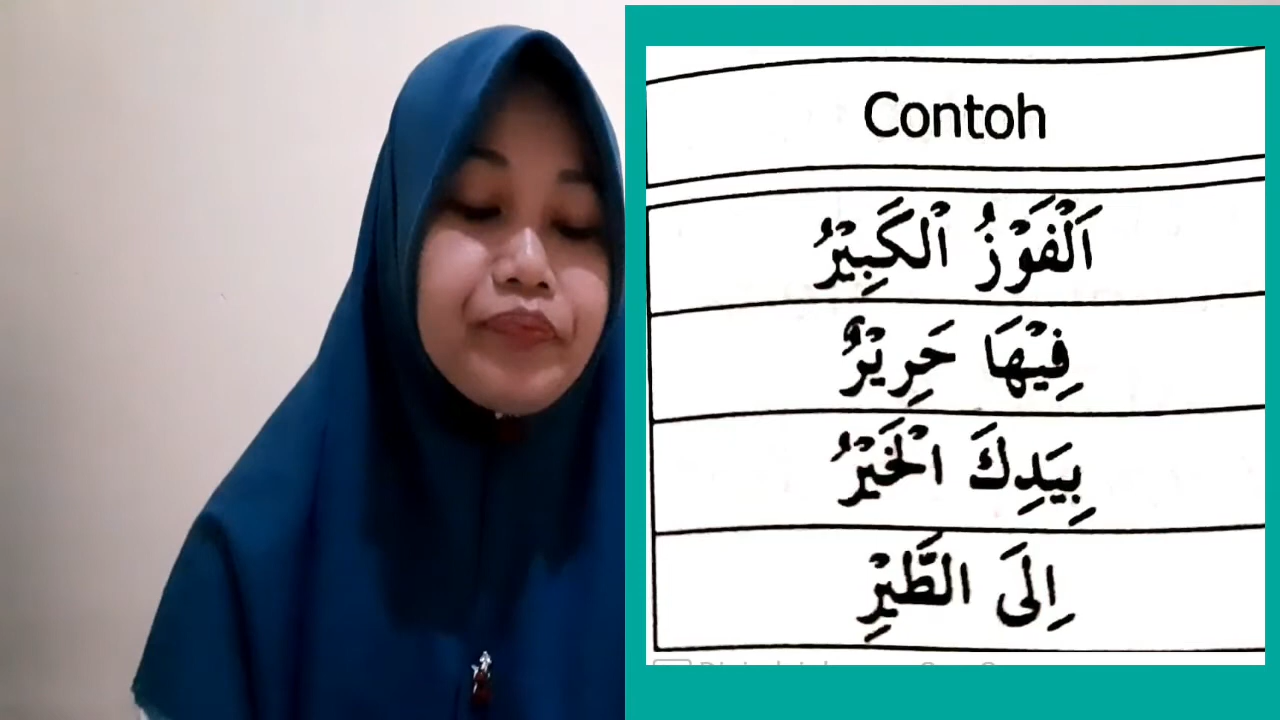 Contoh
اَلْفَوْزُ الْكَبِيْرُ
فِيْهَا حَرِيْرٌ
بِيَدِكَ الْخَيْرُ
اِلَى الطَّيْرِ